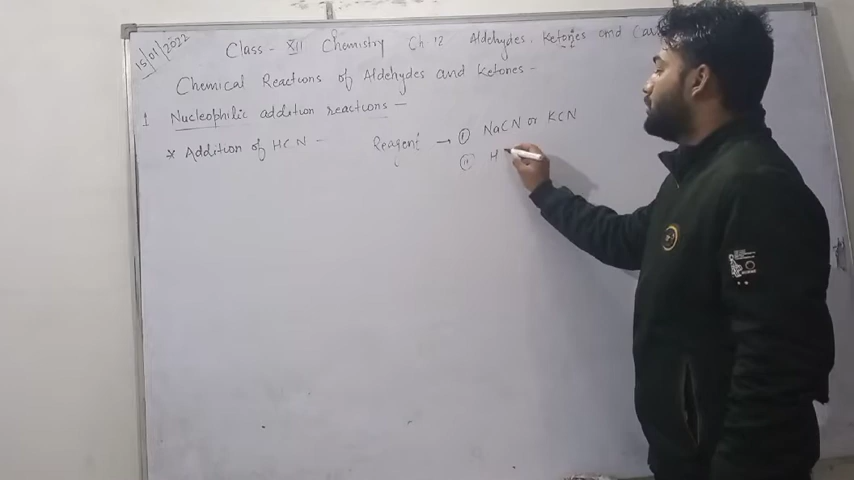 15/01/2022
Class - XII Chemistry Ch 12 Aldehydes, Ketones and
Chemical Reactions of Aldehydes and Ketones -
1 Nucleophilic addition reactions -
* Addition of HCN - Reagent → (i) NaCN or KCN
(ii) H